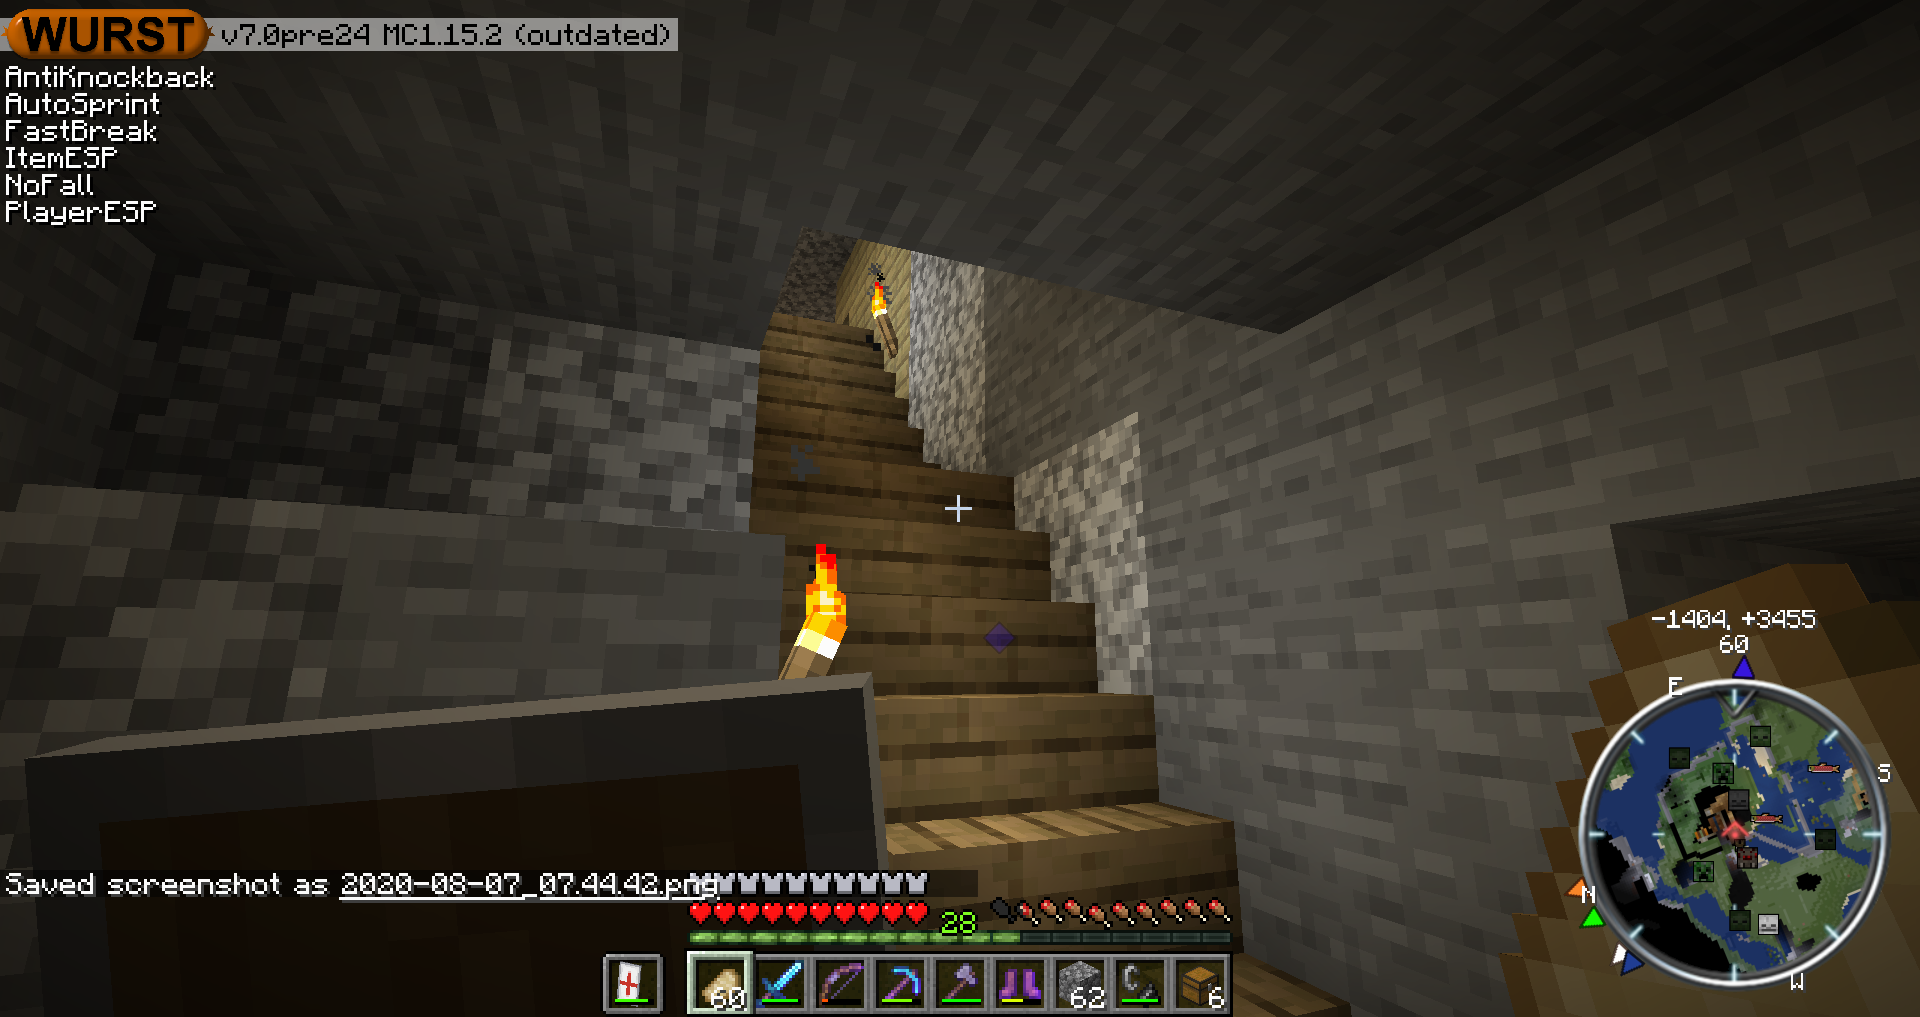 WURST v7.0pre24 MC1.15.2 (outdated)
AntiKnockback
AutoSprint
FastBreak
ItemESP
NoFall
PlayerESP
-1404, +3455
60
E
S
N
W
Saved screenshot as 2020-08-07_07.44.42.png
28
60
62
6